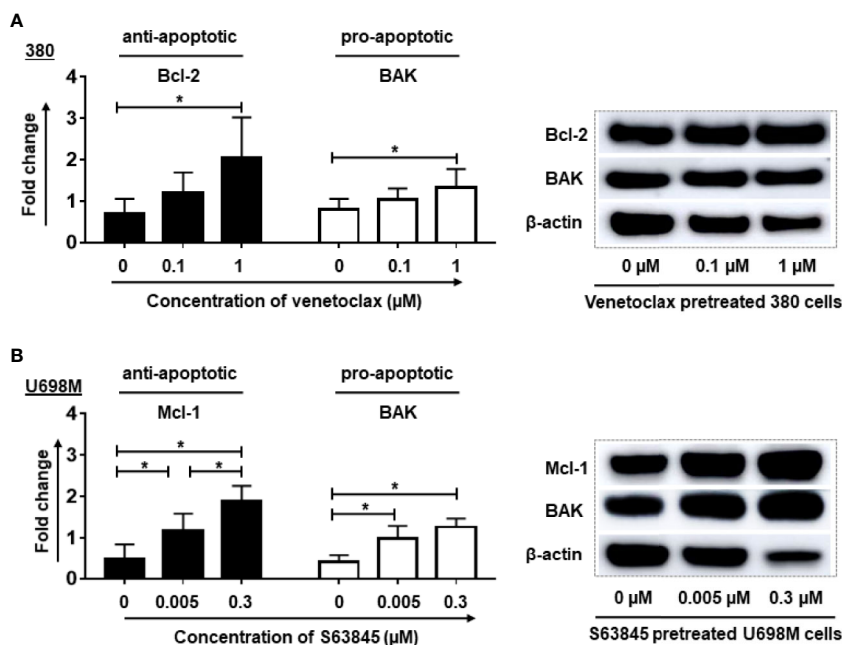 A
380
anti-apoptotic pro-apoptotic
Bcl-2 BAK
4
3
2
1
0
Fold change
* *
0 0.1 1 0 0.1 1
Concentration of venetoclax (µM)
Bcl-2
BAK
β-actin
0 µM 0.1 µM 1 µM
Venetoclax pretreated 380 cells
B
U698M
anti-apoptotic pro-apoptotic
Mcl-1 BAK
4
3
2
1
0
Fold change
*
* *
*
*
0 0.005 0.3 0 0.005 0.3
Concentration of S63845 (µM)
Mcl-1
BAK
β-actin
0 µM 0.005 µM 0.3 µM
S63845 pretreated U698M cells